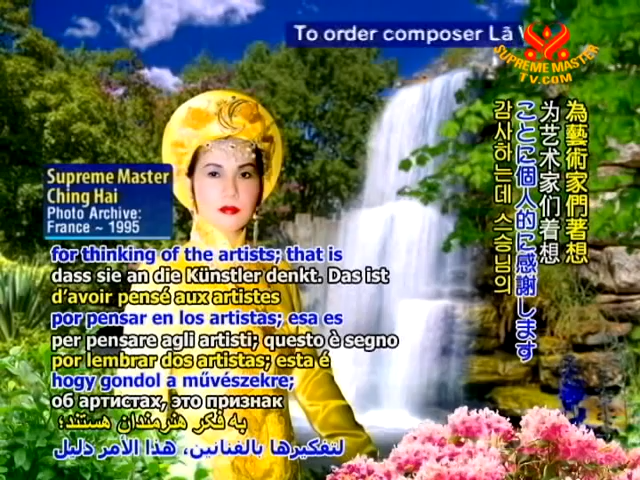 To order composer Lã V
SUPREME MASTER
TV.COM
Supreme Master
Ching Hai
Photo Archive:
France ~ 1995
for thinking of the artists; that is
dass sie an die Künstler denkt. Das ist
d'avoir pensé aux artistes
por pensar en los artistas; esa es
per pensare agli artisti; questo è segno
por lembrar dos artistas; esta é
hogy gondol a művészekre;
об артистах, это признак
به فکر هنرمندان هستند؛
لتفكيرها بالفنانين، هذا الأمر دليل
為藝術家們著想
为艺术家们着想
ことに個人的に感謝します
감사하는데 스승님의